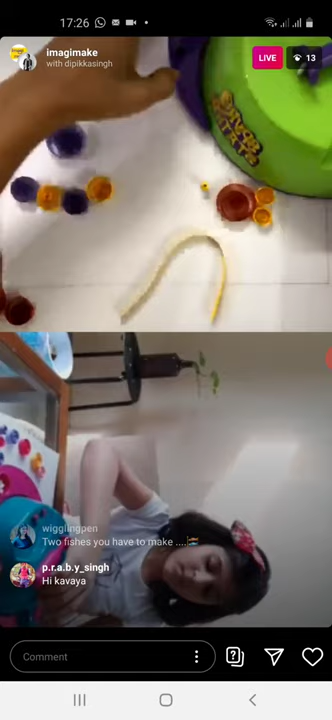 17:26
imagimake
with dipikkasingh
LIVE
13
wigglingpen
Two fishes you have to make ....
p.r.a.b.y_singh
Hi kavaya
Comment